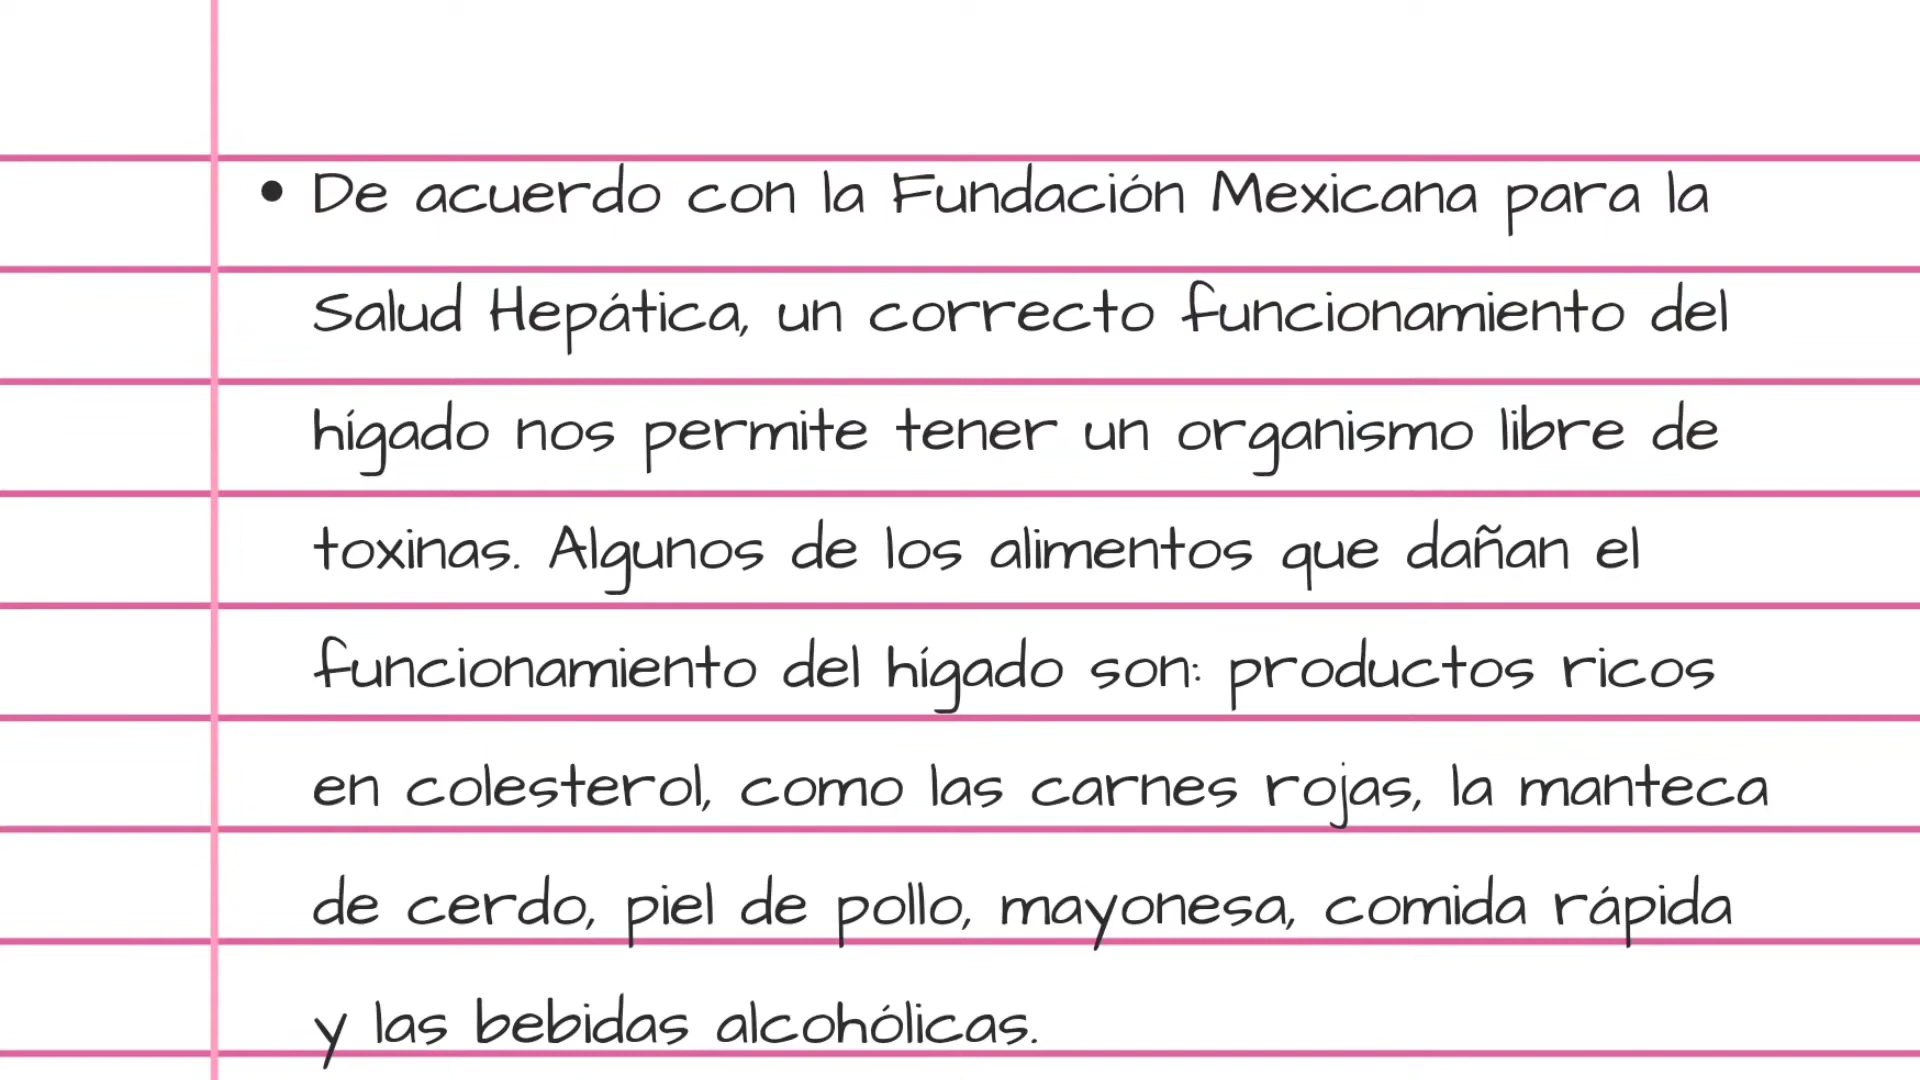 • De acuerdo con la Fundación Mexicana para la
Salud Hepática, un correcto funcionamiento del
hígado nos permite tener un organismo libre de
toxinas. Algunos de los alimentos que dañan el
funcionamiento del hígado son: productos ricos
en colesterol, como las carnes rojas, la manteca
de cerdo, piel de pollo, mayonesa, comida rápida
y las bebidas alcohólicas.